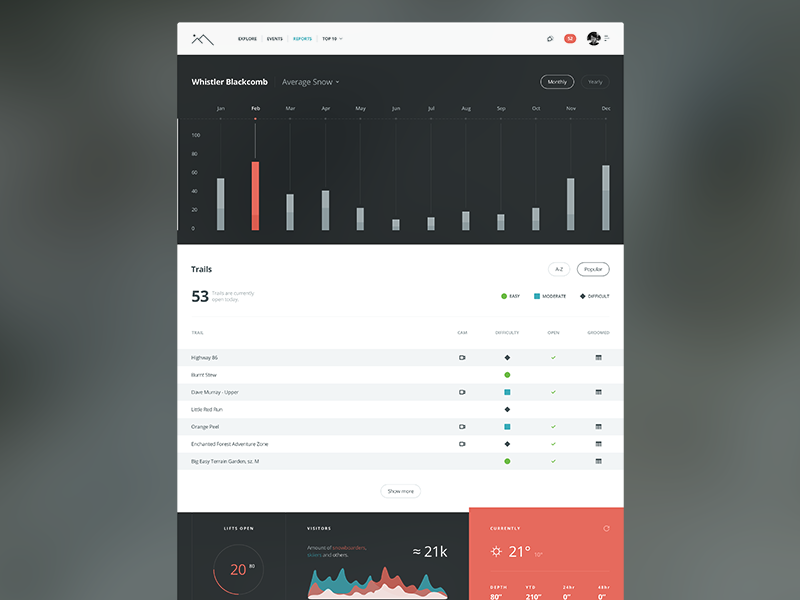 EXPLORE EVENTS REPORTS TOP 10 52
Whistler Blackcomb Average Snow Monthly Yearly
Jan Feb Mar Apr May Jun Jul Aug Sep Oct Nov Dec
100
80
60
40
20
0
Trails A-Z Popular
53 Trails are currently
open today.
EASY MODERATE DIFFICULT
TRAIL CAM DIFFICULTY OPEN GROOMED
Highway 86
Burnt Stew
Dave Murray - Upper
Little Red Run
Orange Peel
Enchanted Forest Adventure Zone
Big Easy Terrain Garden, sz. M
Show more
LIFTS OPEN VISITORS CURRENTLY
Amount of snowboarders,
skiers and others.
≈ 21k
21° 10°
20 80
DEPTH YTD 24hr 48hr
80" 210" 0" 0"